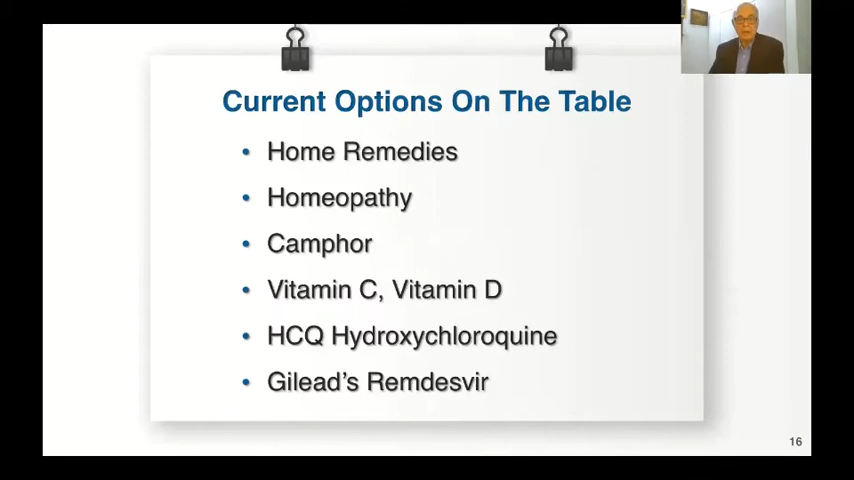 Current Options On The Table
• Home Remedies
• Homeopathy
• Camphor
• Vitamin C, Vitamin D
• HCQ Hydroxychloroquine
• Gilead's Remdesvir
16